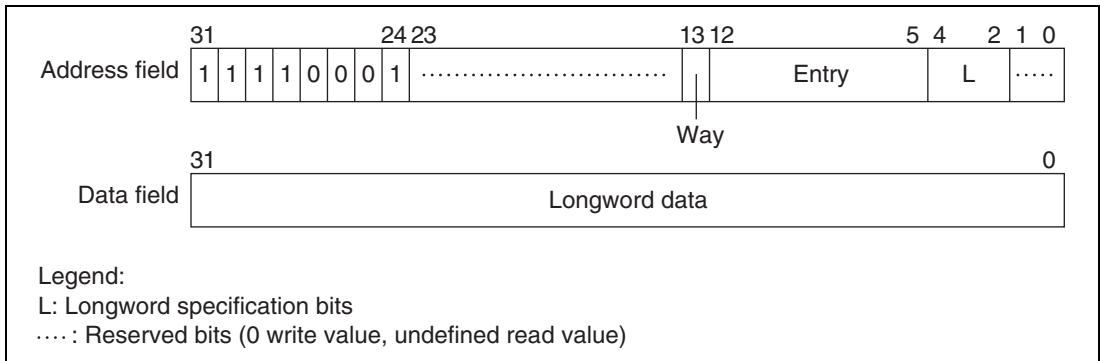 31 24 23 13 12 5 4 2 1 0
Address field 1 1 1 1 0 0 0 1 .............................. Entry L .....
Way
31 0
Data field Longword data
Legend:
L: Longword specification bits
.... : Reserved bits (0 write value, undefined read value)